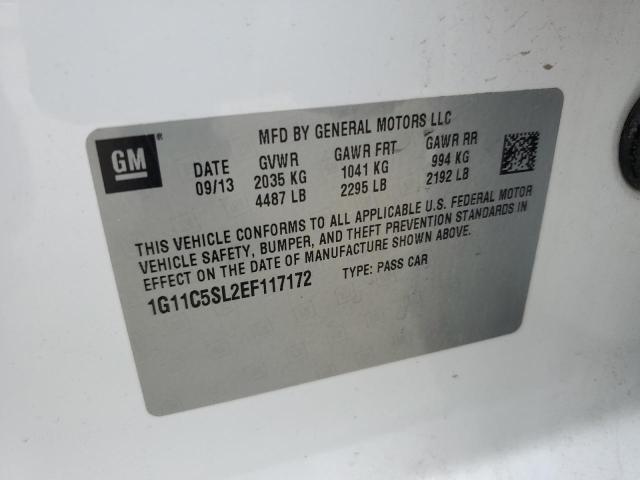 MFD BY GENERAL MOTORS LLC
GM®
DATE GVWR GAWR FRT GAWR RR
09/13 2035 KG 1041 KG 994 KG
4487 LB 2295 LB 2192 LB
THIS VEHICLE CONFORMS TO ALL APPLICABLE U.S. FEDERAL MOTOR
VEHICLE SAFETY, BUMPER, AND THEFT PREVENTION STANDARDS IN
EFFECT ON THE DATE OF MANUFACTURE SHOWN ABOVE.
1G11C5SL2EF117172 TYPE: PASS CAR